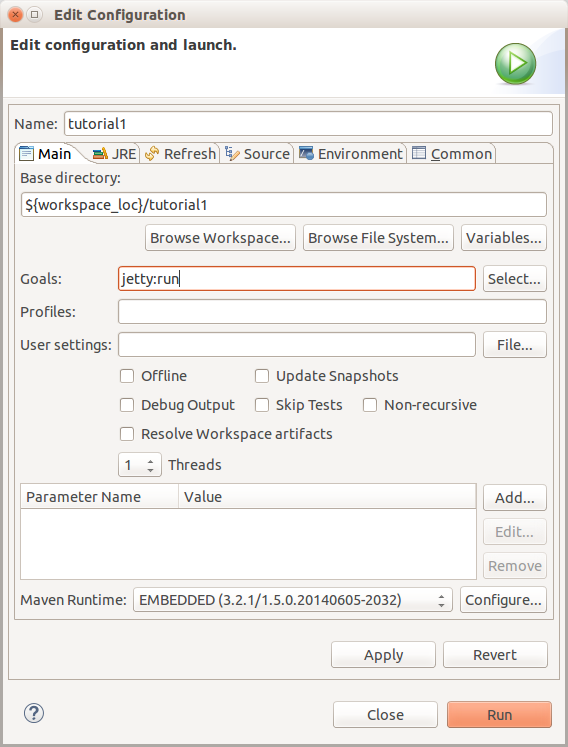 Edit Configuration
Edit configuration and launch.
Name: tutorial1
Main JRE Refresh Source Environment Common
Base directory:
${workspace_loc}/tutorial1
Browse Workspace... Browse File System... Variables...
Goals: jetty:run Select...
Profiles:
User settings: File...
Offline Update Snapshots
Debug Output Skip Tests Non-recursive
Resolve Workspace artifacts
1 Threads
Parameter Name Value Add...
Edit...
Remove
Maven Runtime: EMBEDDED (3.2.1/1.5.0.20140605-2032) Configure...
Apply Revert
? Close Run